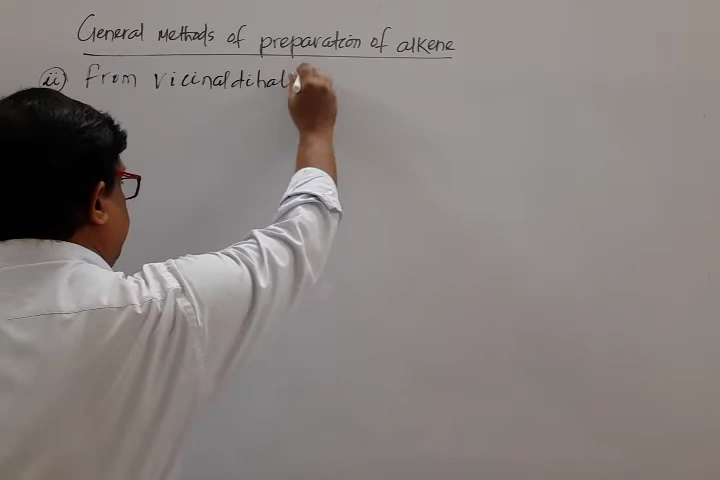 General Methods of preparation of alkene
ii) From vicinaldihal